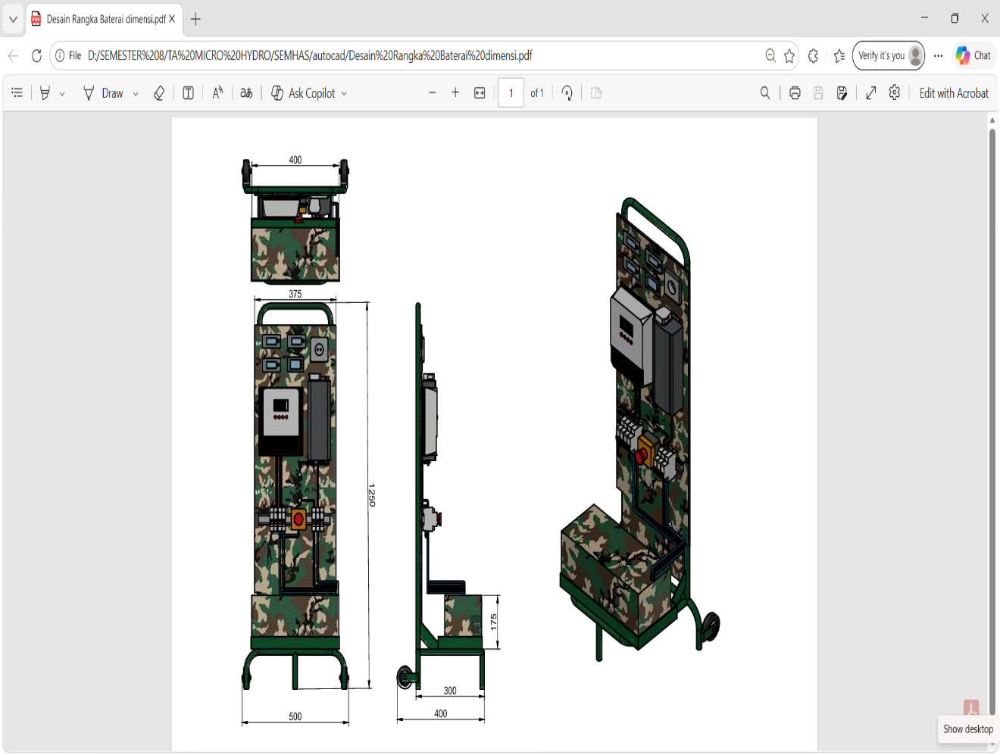 Desain Rangka Baterai dimensi.pdf
File D:/SEMESTER%208/TA%20MICRO%20HYDRO/SEMHAS/autocad/Desain%20Rangka%20Baterai%20dimensi.pdf
Verify it's you
Chat
Draw
Ask Copilot
1 of 1
Edit with Acrobat
400
375
1250
175
300
400
500
Show desktop